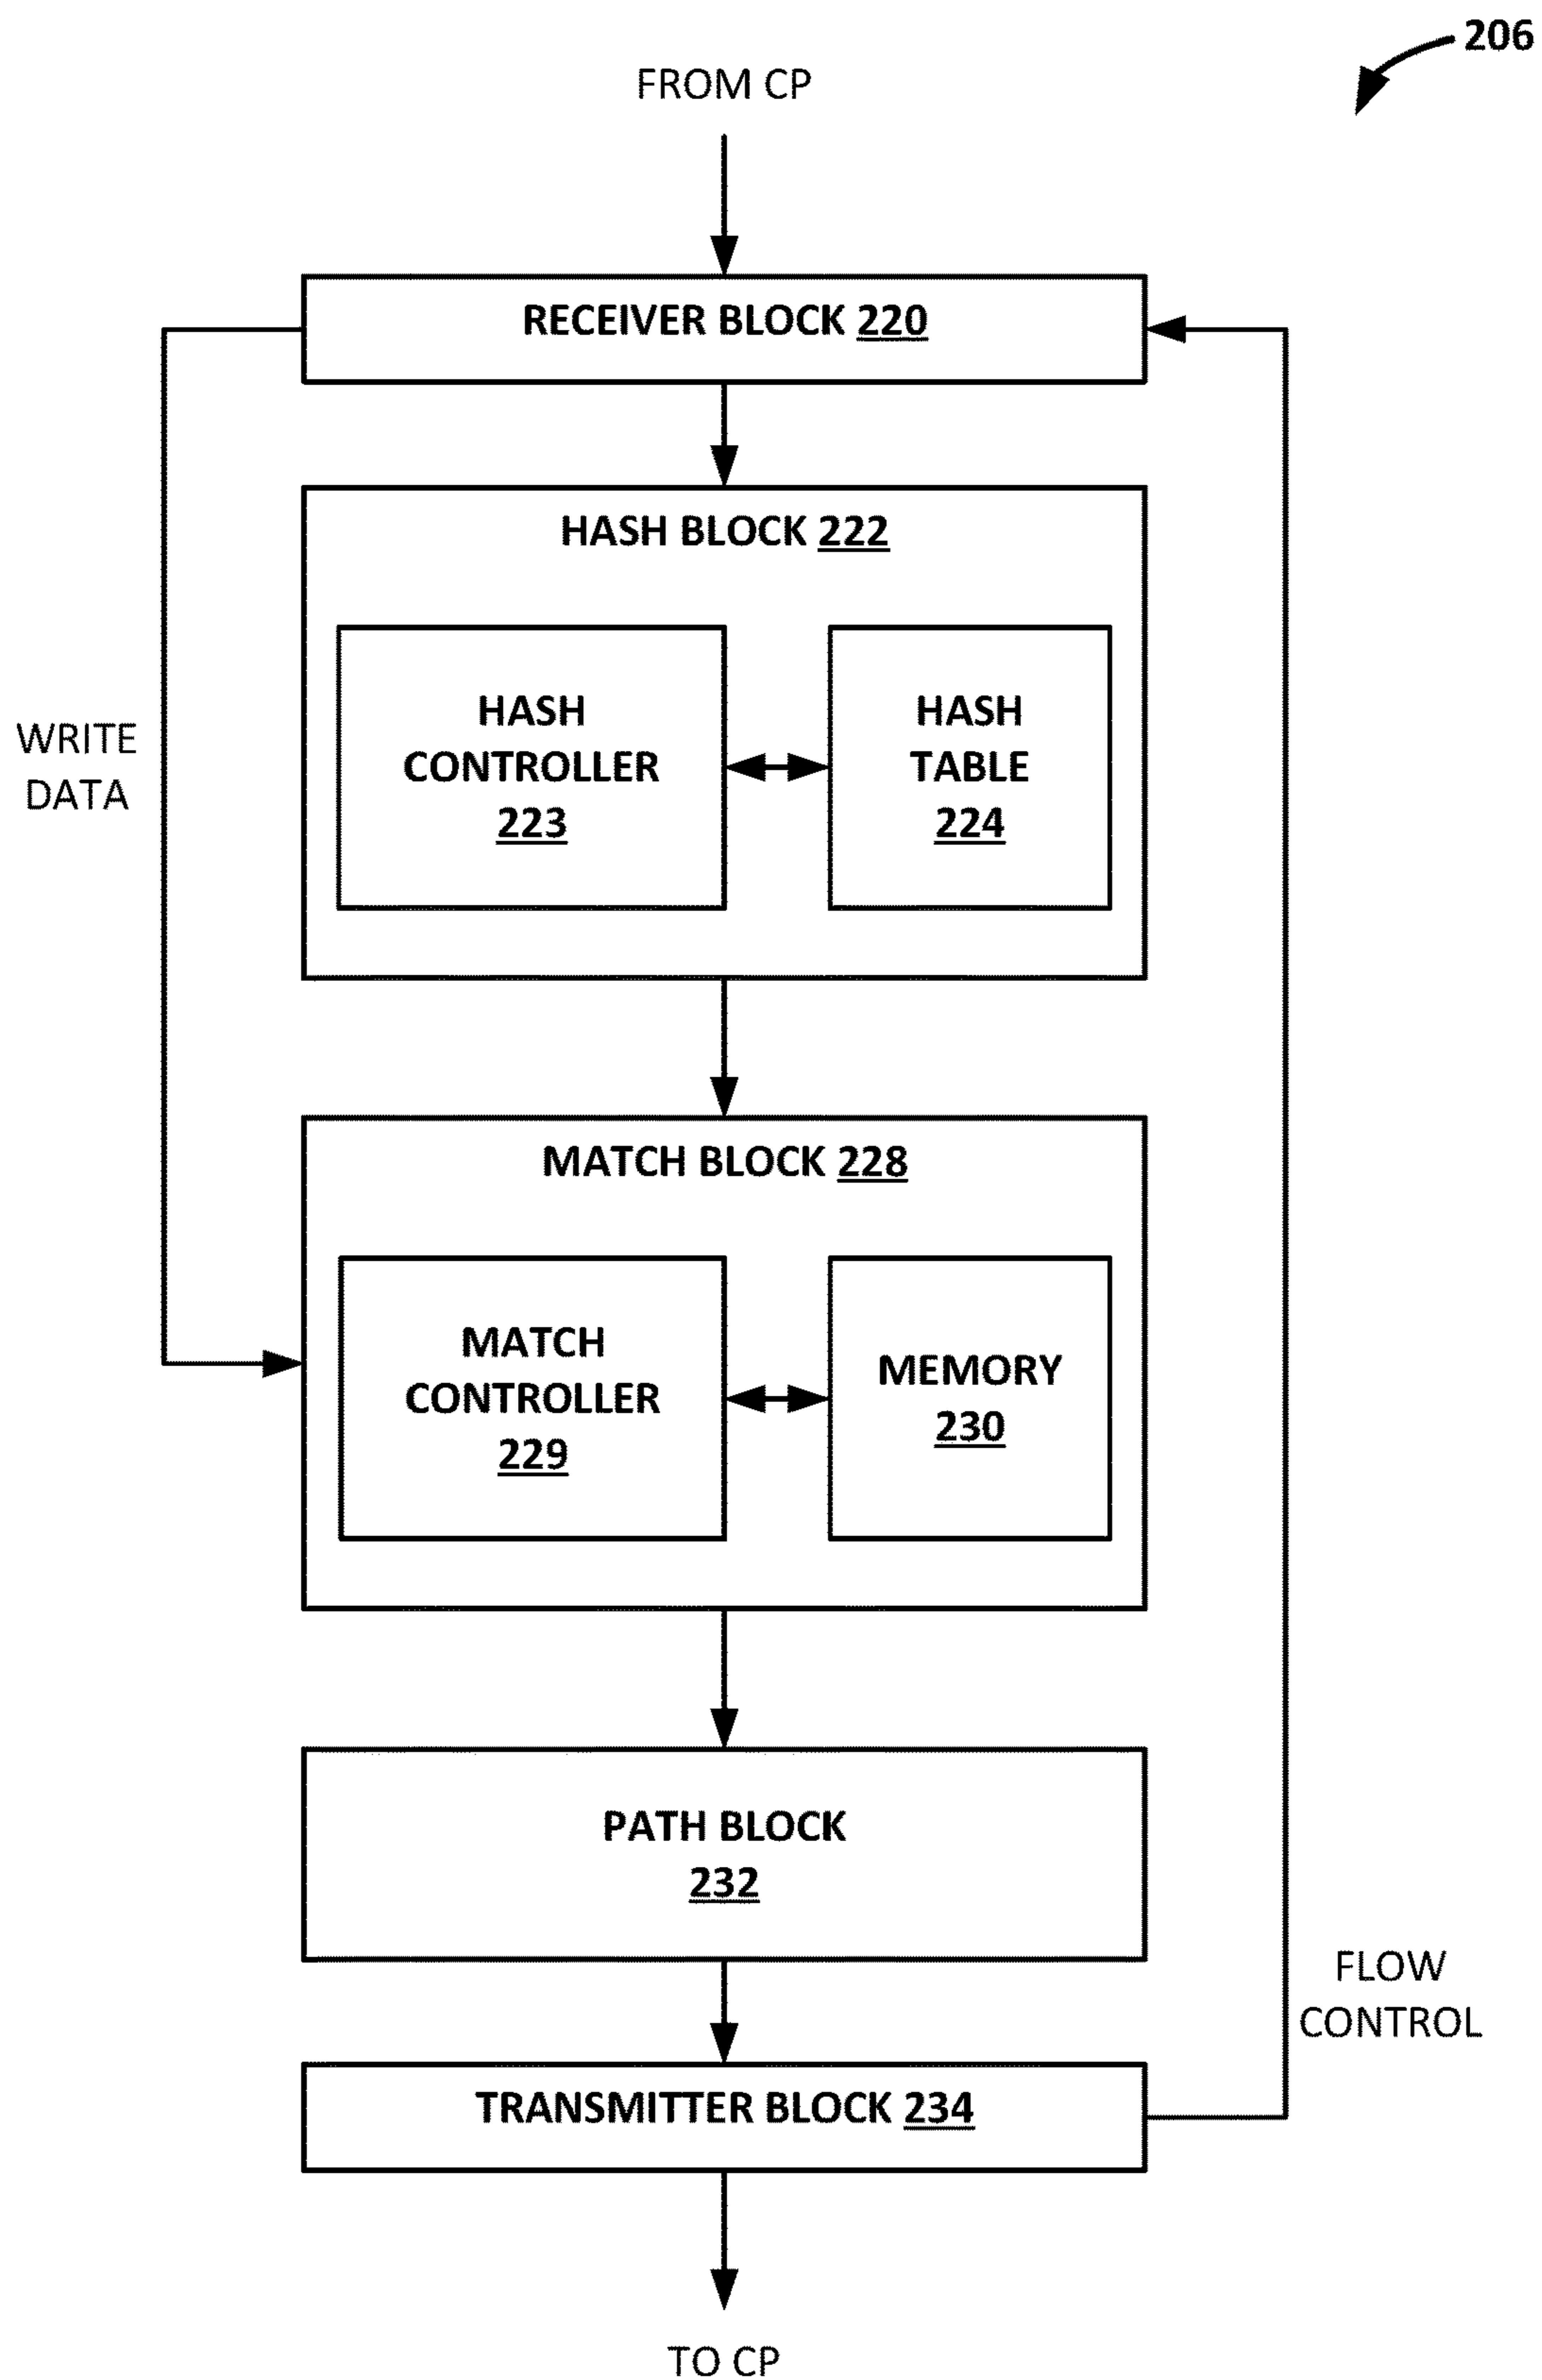 206
FROM CP
RECEIVER BLOCK 220
HASH BLOCK 222
HASH
CONTROLLER
223
HASH
TABLE
224
WRITE
DATA
MATCH BLOCK 228
MATCH
CONTROLLER
229
MEMORY
230
PATH BLOCK
232
FLOW
CONTROL
TRANSMITTER BLOCK 234
TO CP